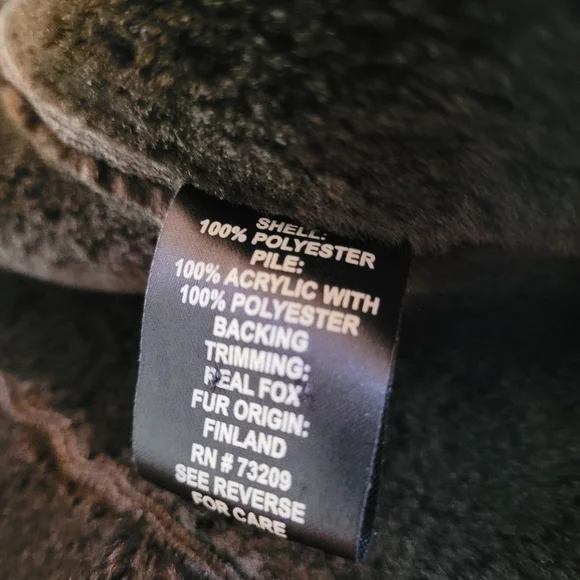 SHELL:
100% POLYESTER
PILE:
100% ACRYLIC WITH
100% POLYESTER
BACKING
TRIMMING:
REAL FOX
FUR ORIGIN:
FINLAND
RN # 73209
SEE REVERSE
FOR CARE